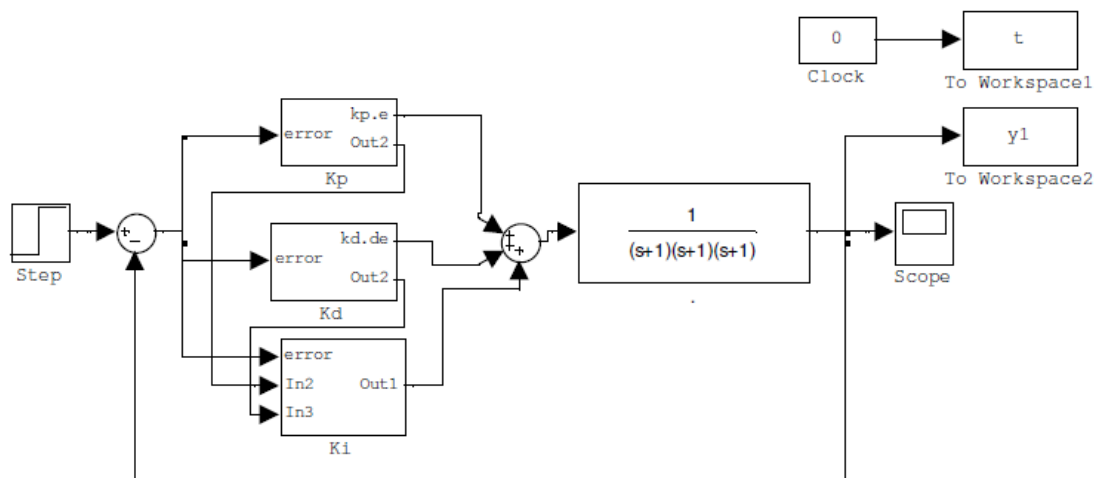 0
Clock
t
To Workspace1
y1
To Workspace2
Step
+
−
error
kp.e
Out2
Kp
error
kd.de
Out2
Kd
error
In2
In3
Out1
Ki
+
+
+
1
(s+1)(s+1)(s+1)
.
Scope